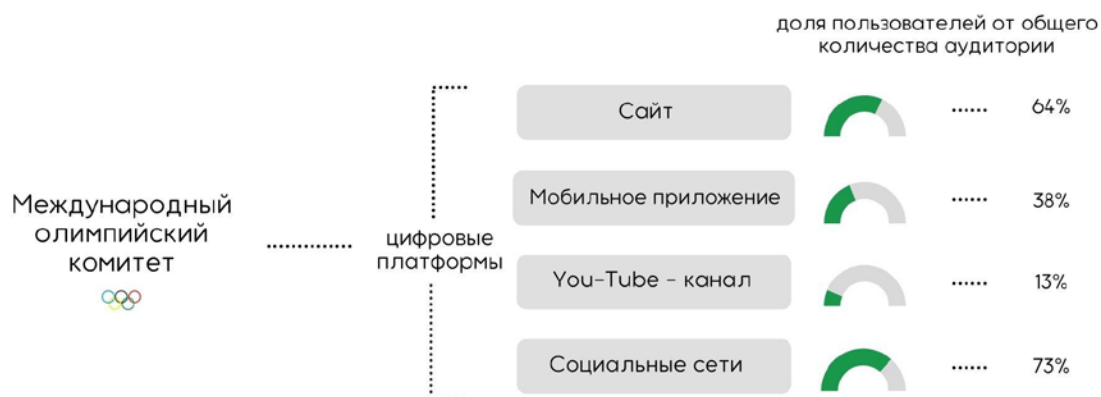 доля пользователей от общего
количества аудитории
Сайт
64%
Мобильное приложение
38%
Международный
олимпийский
комитет
цифровые
платформы
You-Tube - канал
13%
Социальные сети
73%